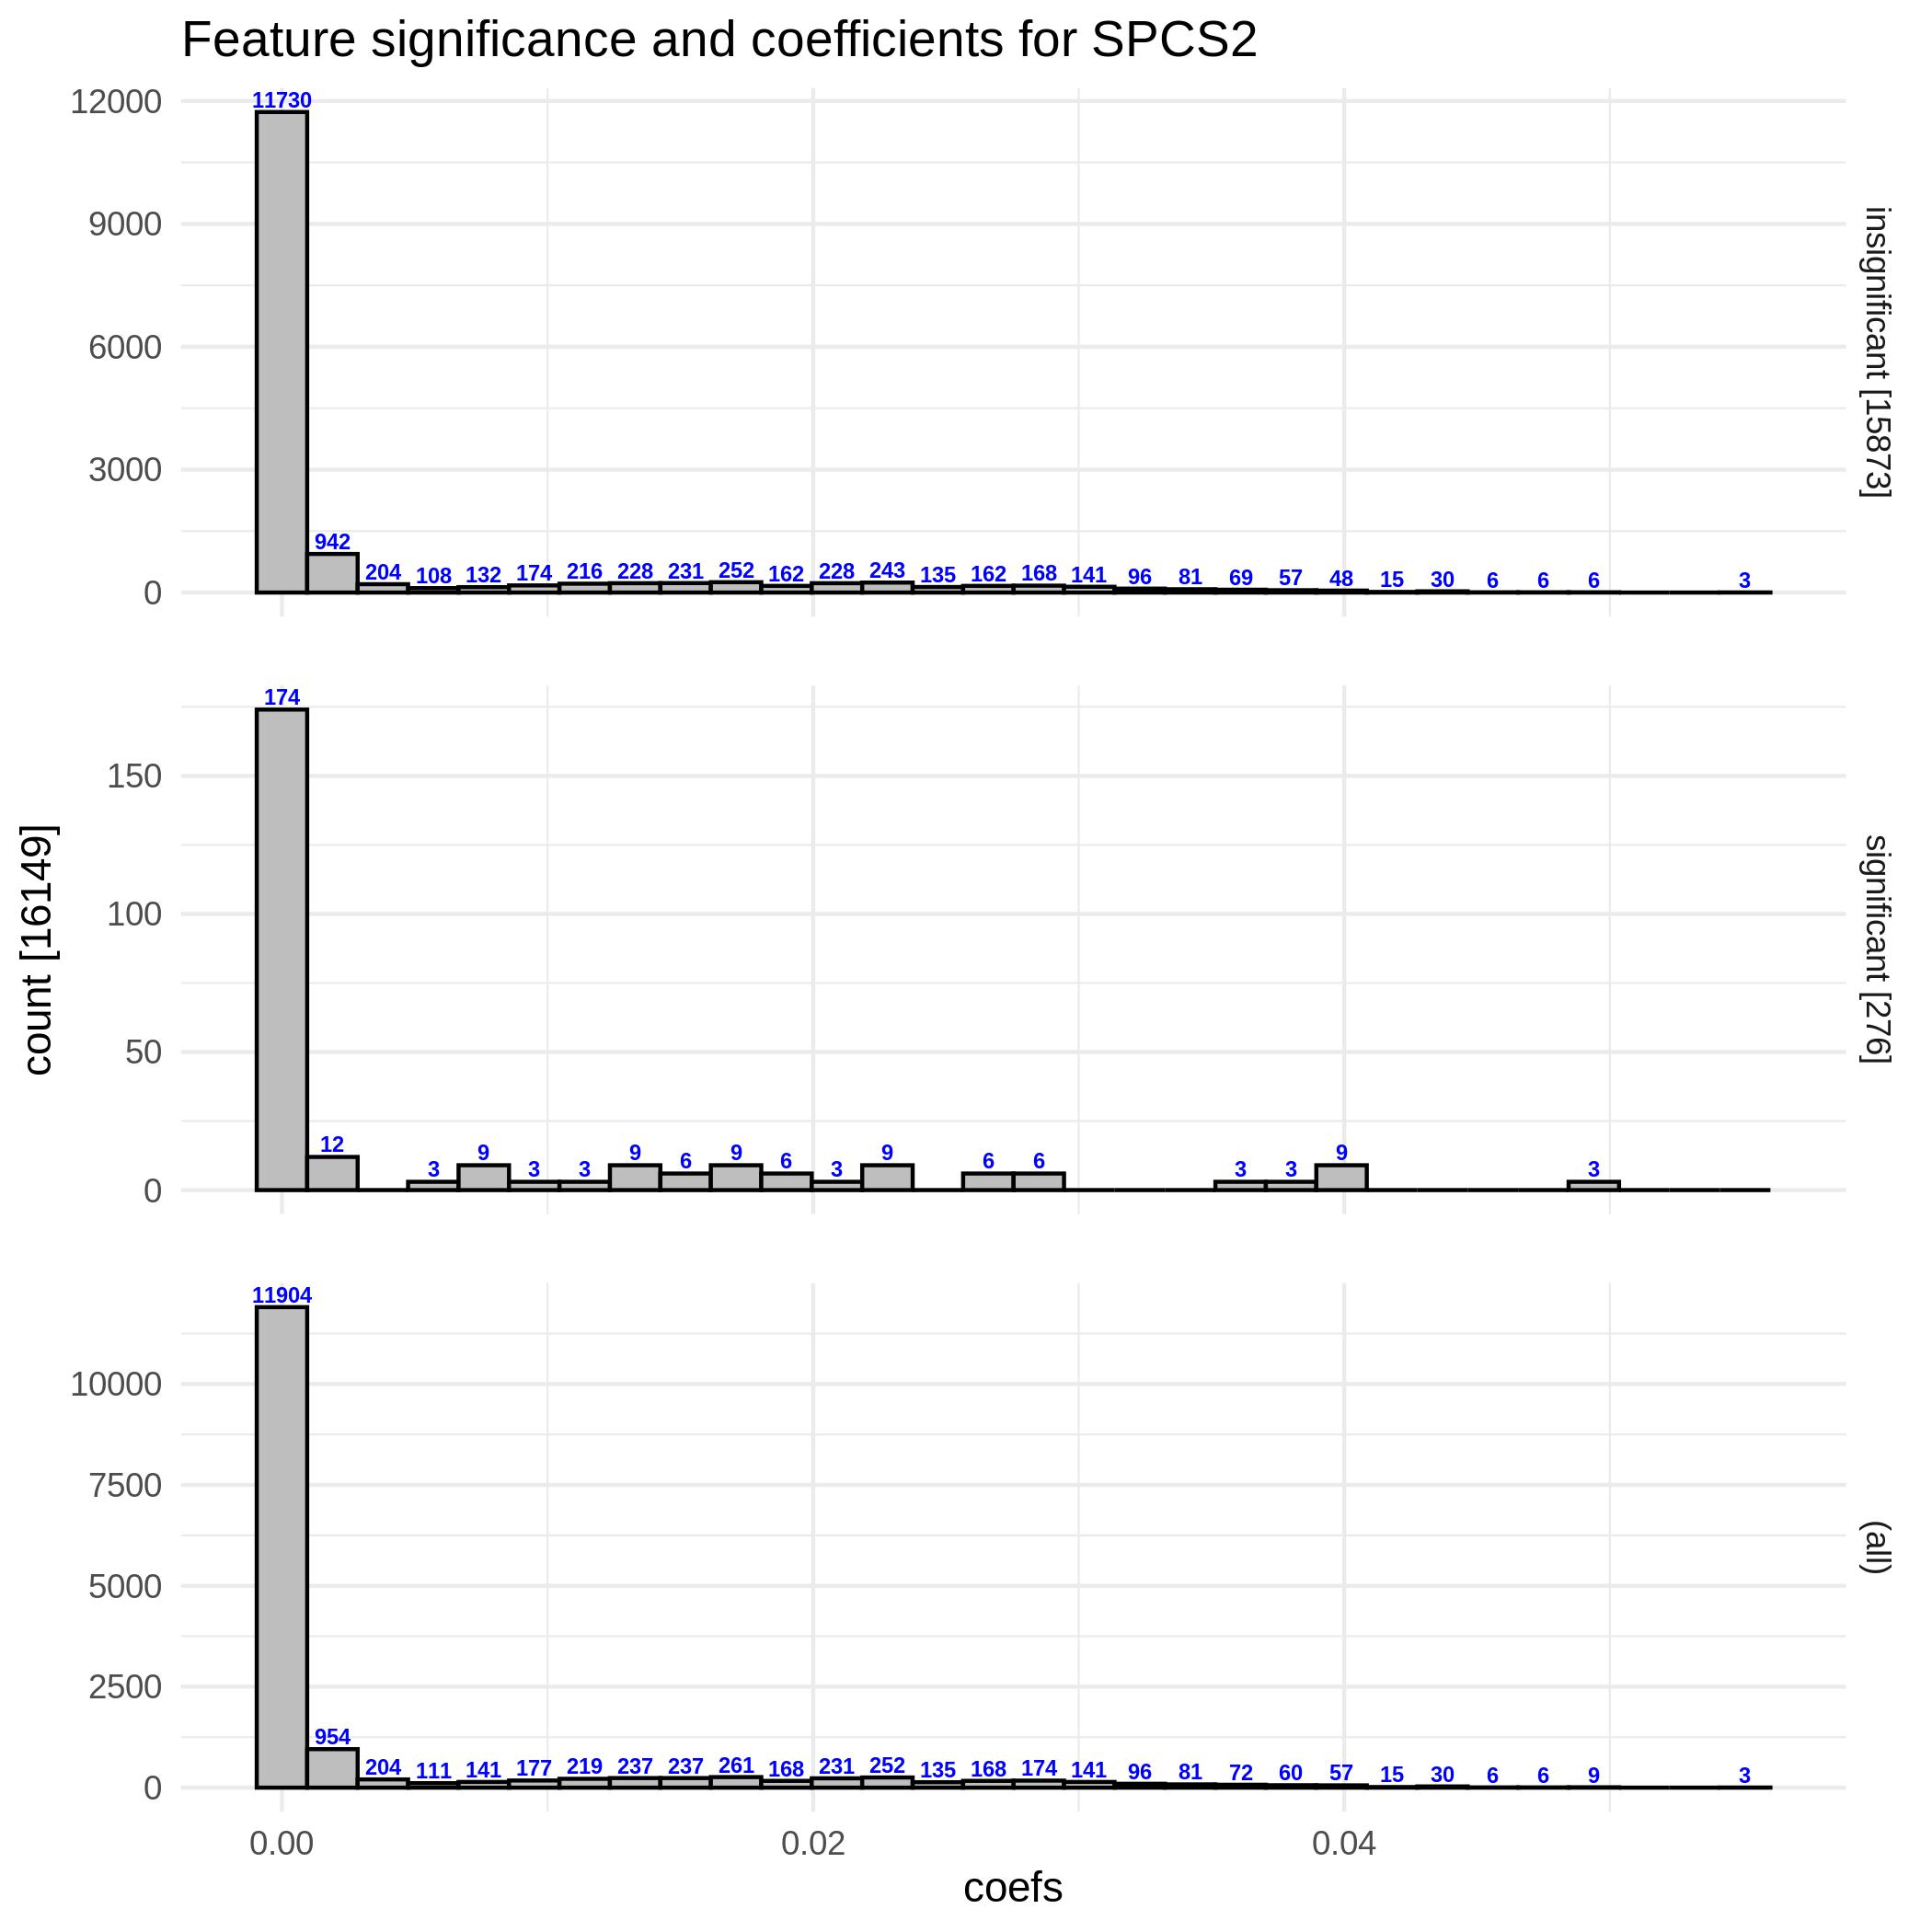 Feature significance and coefficients for SPCS2
count [16149]
12000
9000
6000
3000
0
11730
942
204 108 132 174 216 228 231 252 162 228 243 135 162 168 141 96 81 69 57 48 15 30 6 6 6 3
insignificant [15873]
150
100
50
0
174
12
3 9 3 3 9 6 9 6 3 9 6 6 3 3 9 3
significant [276]
10000
7500
5000
2500
0
11904
954
204 111 141 177 219 237 237 261 168 231 252 135 168 174 141 96 81 72 60 57 15 30 6 6 9 3
(all)
0.00 0.02 0.04
coefs